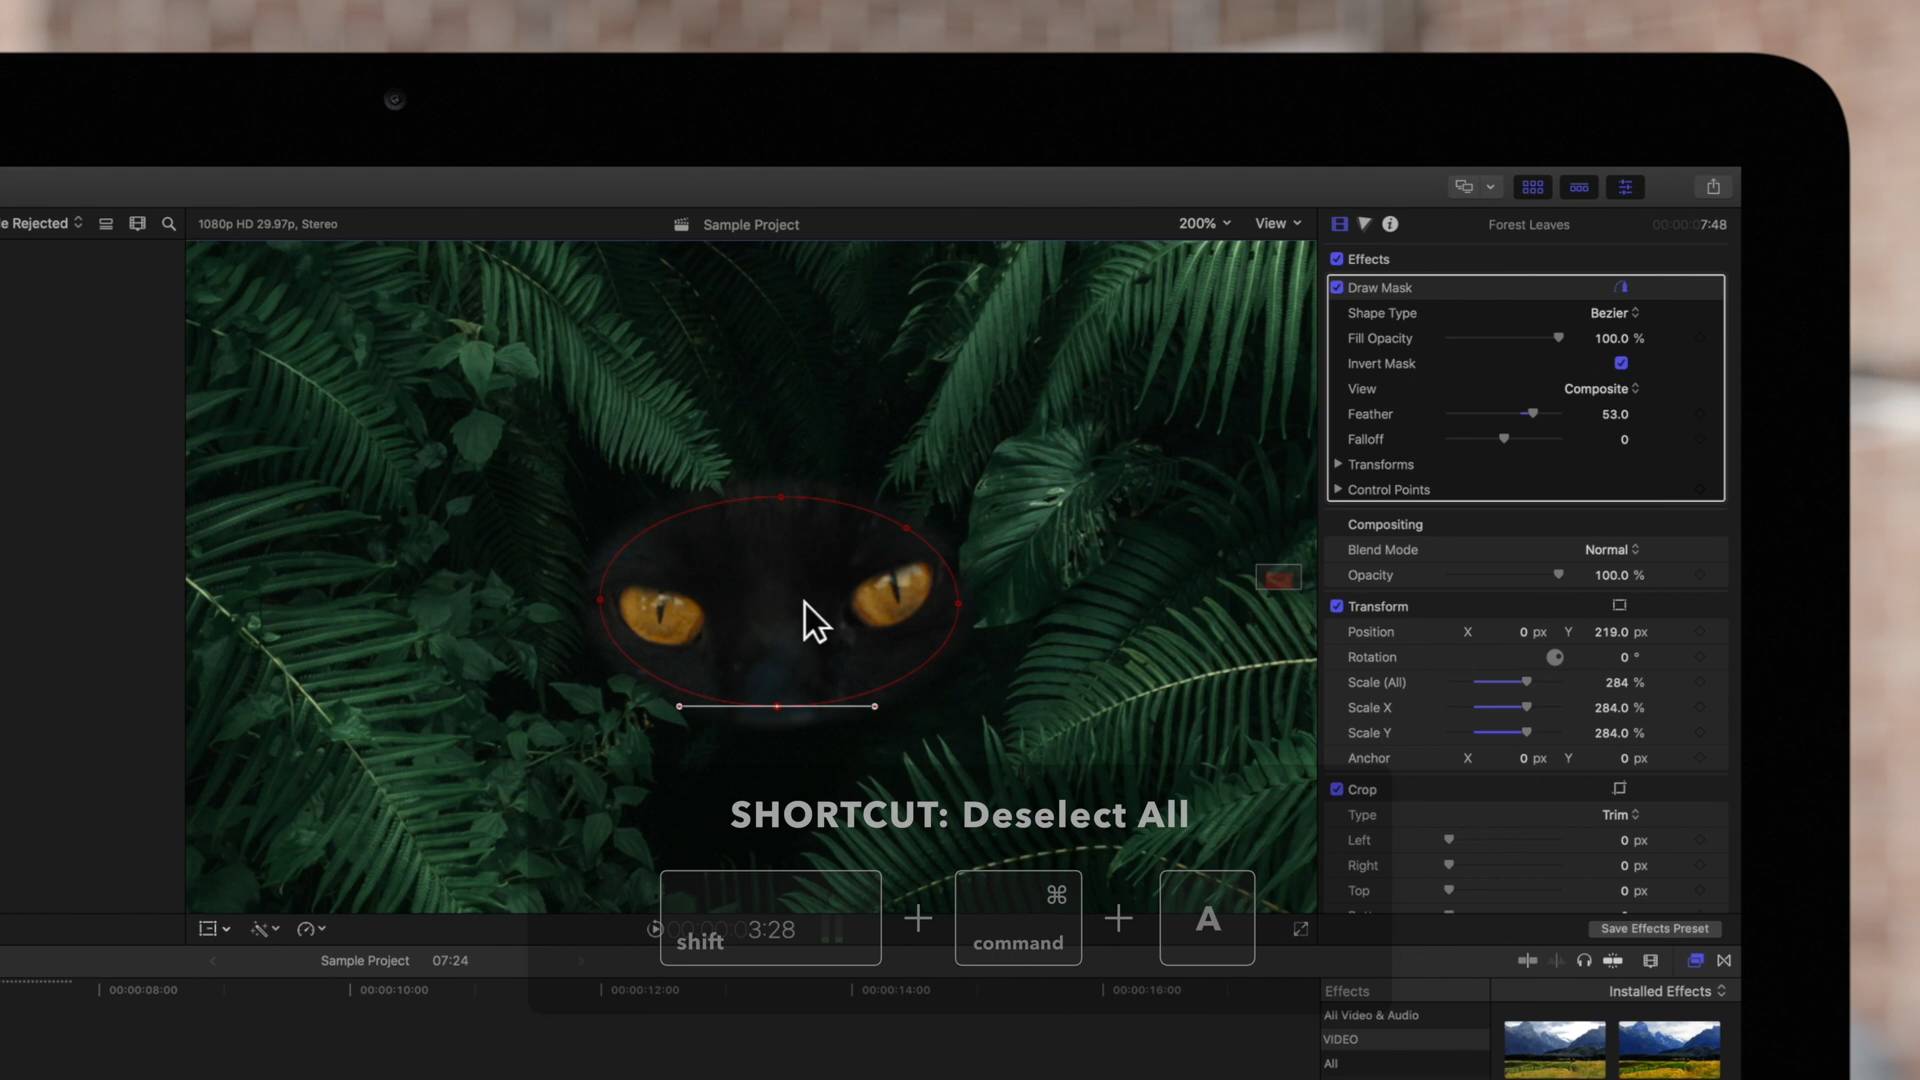 e Rejected
1080p HD 29.97p, Stereo
Sample Project
200%
View
Forest Leaves
00:00:07:48
Effects
Draw Mask
Shape Type
Bezier
Fill Opacity
100.0 %
Invert Mask
View
Composite
Feather
53.0
Falloff
0
Transforms
Control Points
Compositing
Blend Mode
Normal
Opacity
100.0 %
Transform
Position
X
0 px
Y
219.0 px
Rotation
0 °
Scale (All)
284 %
Scale X
284.0 %
Scale Y
284.0 %
Anchor
X
0 px
Y
0 px
Crop
Type
Trim
Left
0 px
Right
0 px
Top
0 px
SHORTCUT: Deselect All
shift
+
⌘
command
+
A
00:00:03:28
Save Effects Preset
Sample Project
07:24
00:00:08:00
00:00:10:00
00:00:12:00
00:00:14:00
00:00:16:00
Effects
Installed Effects
All Video & Audio
VIDEO
All